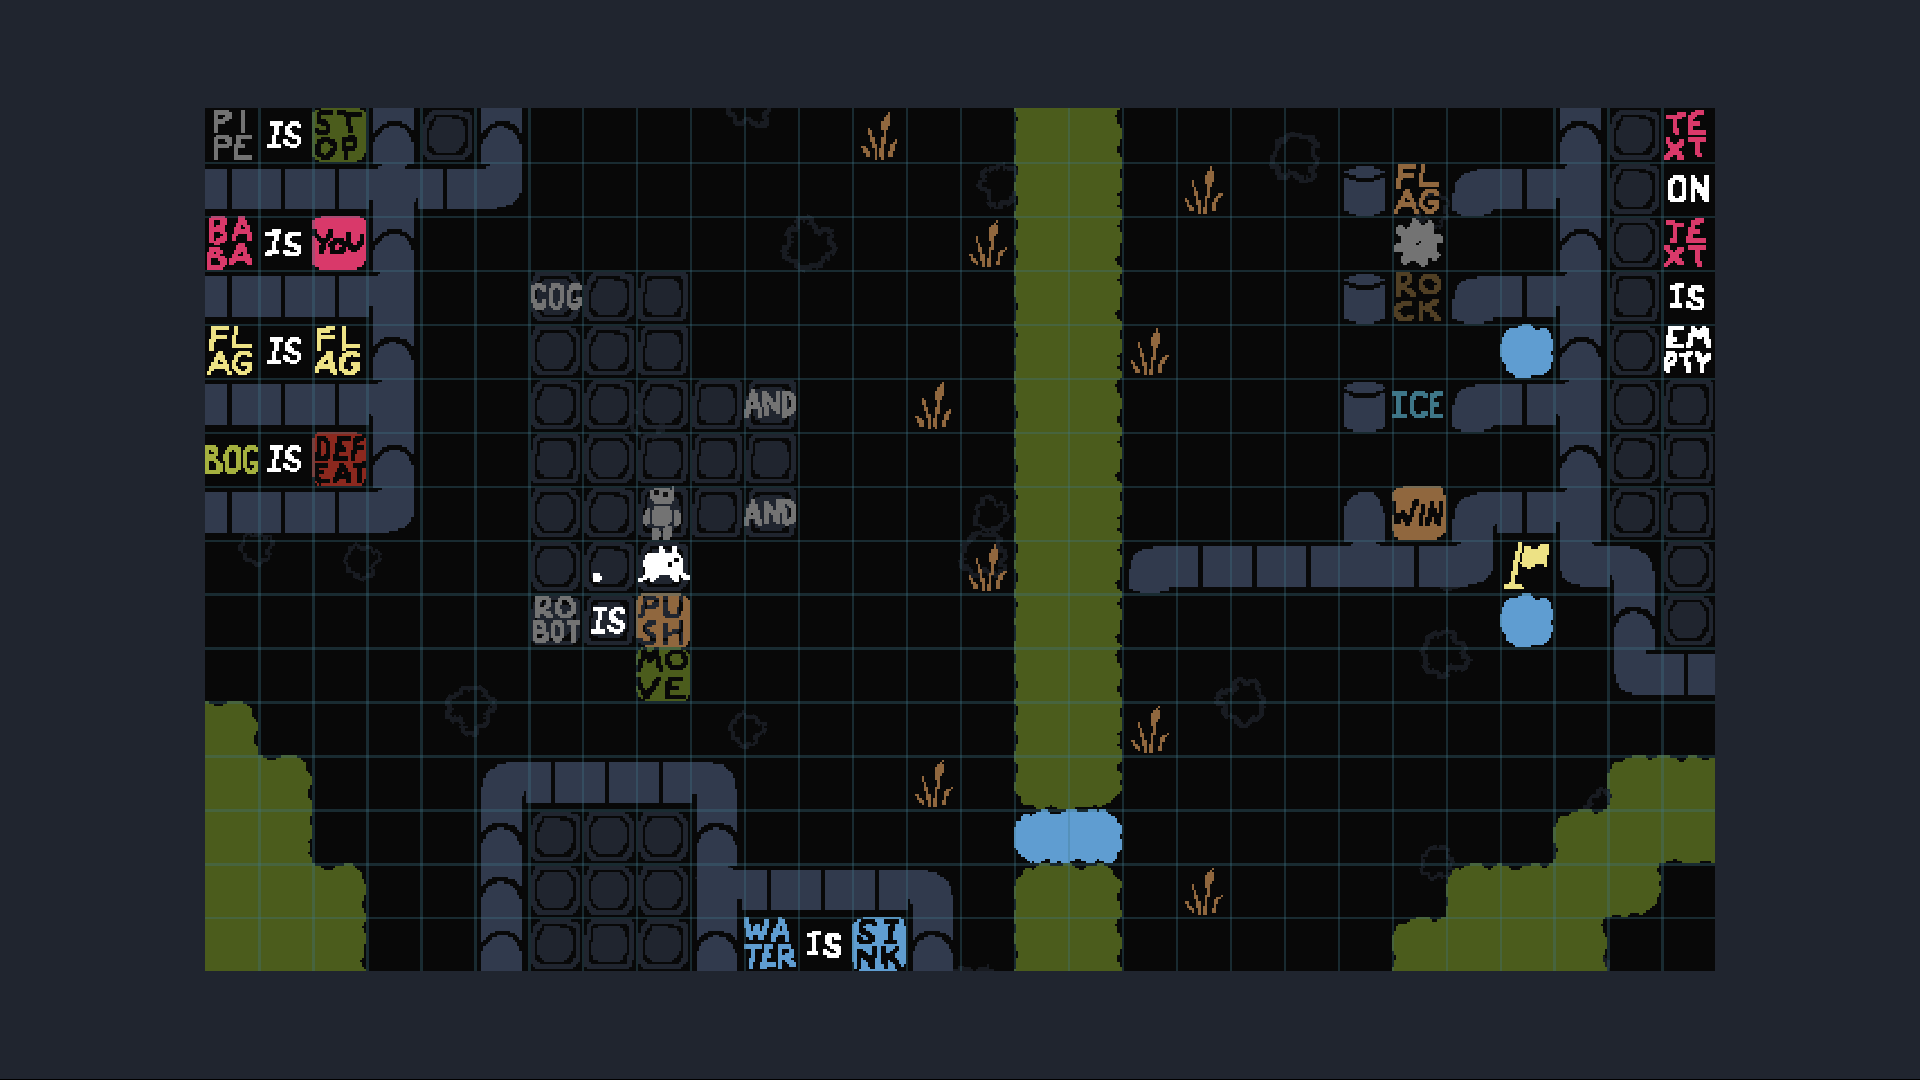 PIPE IS STOP
TEXT
FLAG
ON
BABA IS YOU
TEXT
COG
ROCK
IS
FLAG IS FLAG
EMPTY
AND
ICE
BOG IS DEFEAT
AND
WIN
ROBOT IS PUSH
MOVE
WATER IS SINK